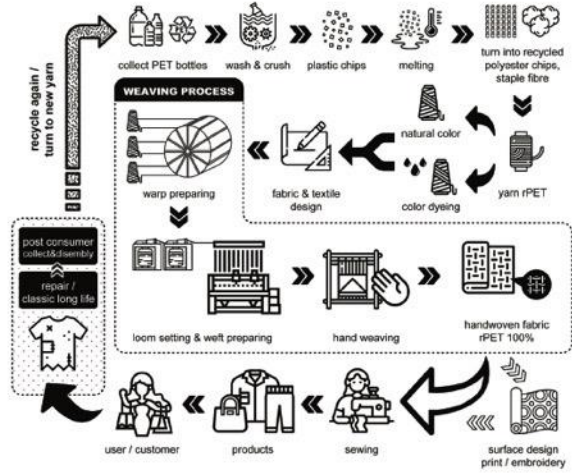 collect PET bottles
wash & crush
plastic chips
melting
turn into recycled
polyester chips,
staple fibre
recycle again /
turn to new yarn
WEAVING PROCESS
natural color
warp preparing
fabric & textile
design
color dyeing
yarn rPET
post consumer
collect&disembly
repair /
classic long life
loom setting & weft preparing
hand weaving
handwoven fabric
rPET 100%
user / customer
products
sewing
surface design
print / embroidery